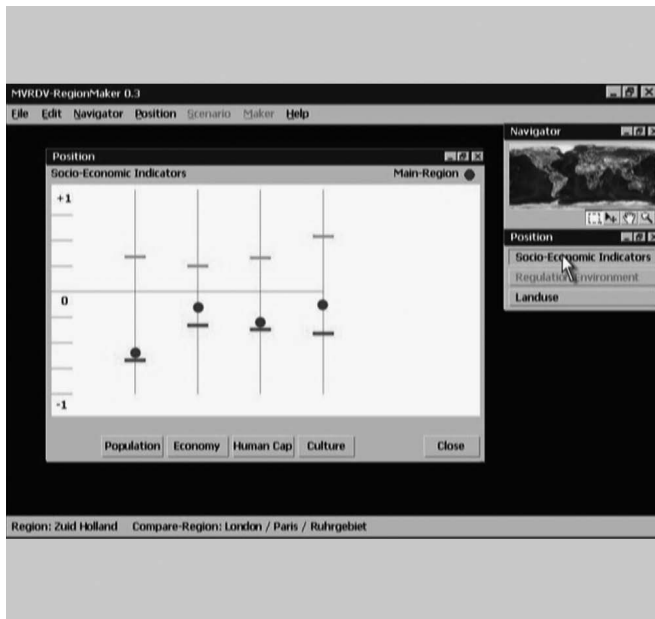 MVRDV-RegionMaker 0.3
File Edit Navigator Position Scenario Maker Help
Navigator
Position
Socio-Economic Indicators Main-Region
+1
0
-1
Population Economy Human Cap Culture Close
Position
Socio-Economic Indicators
Regulation Environment
Landuse
Region: Zuid Holland Compare-Region: London / Paris / Ruhrgebiet